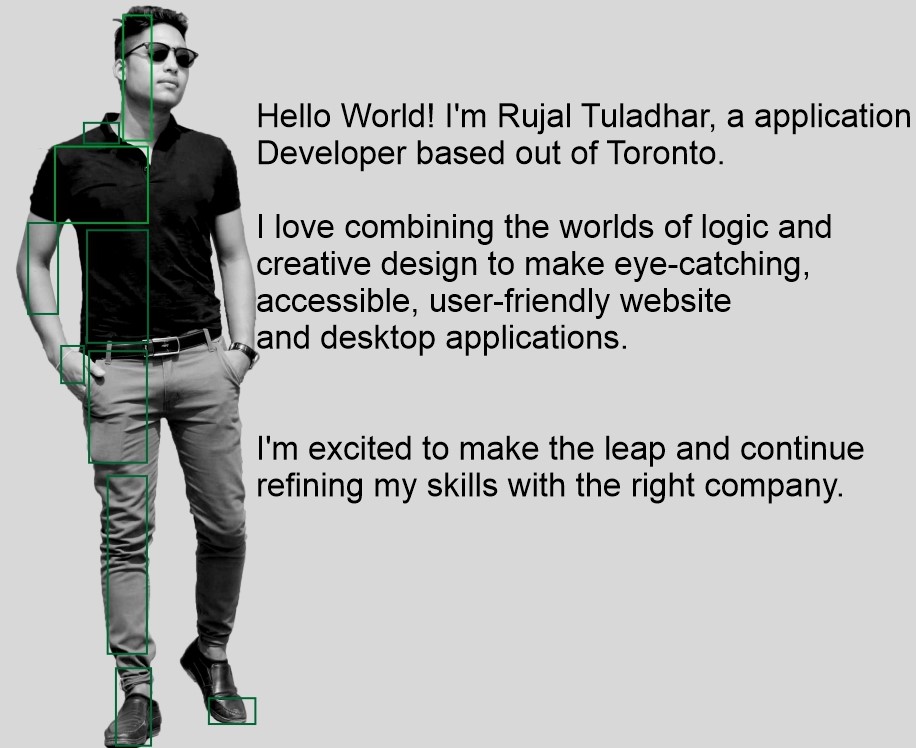 Hello World! I'm Rujal Tuladhar, a application
Developer based out of Toronto.
I love combining the worlds of logic and
creative design to make eye-catching,
accessible, user-friendly website
and desktop applications.
I'm excited to make the leap and continue
refining my skills with the right company.